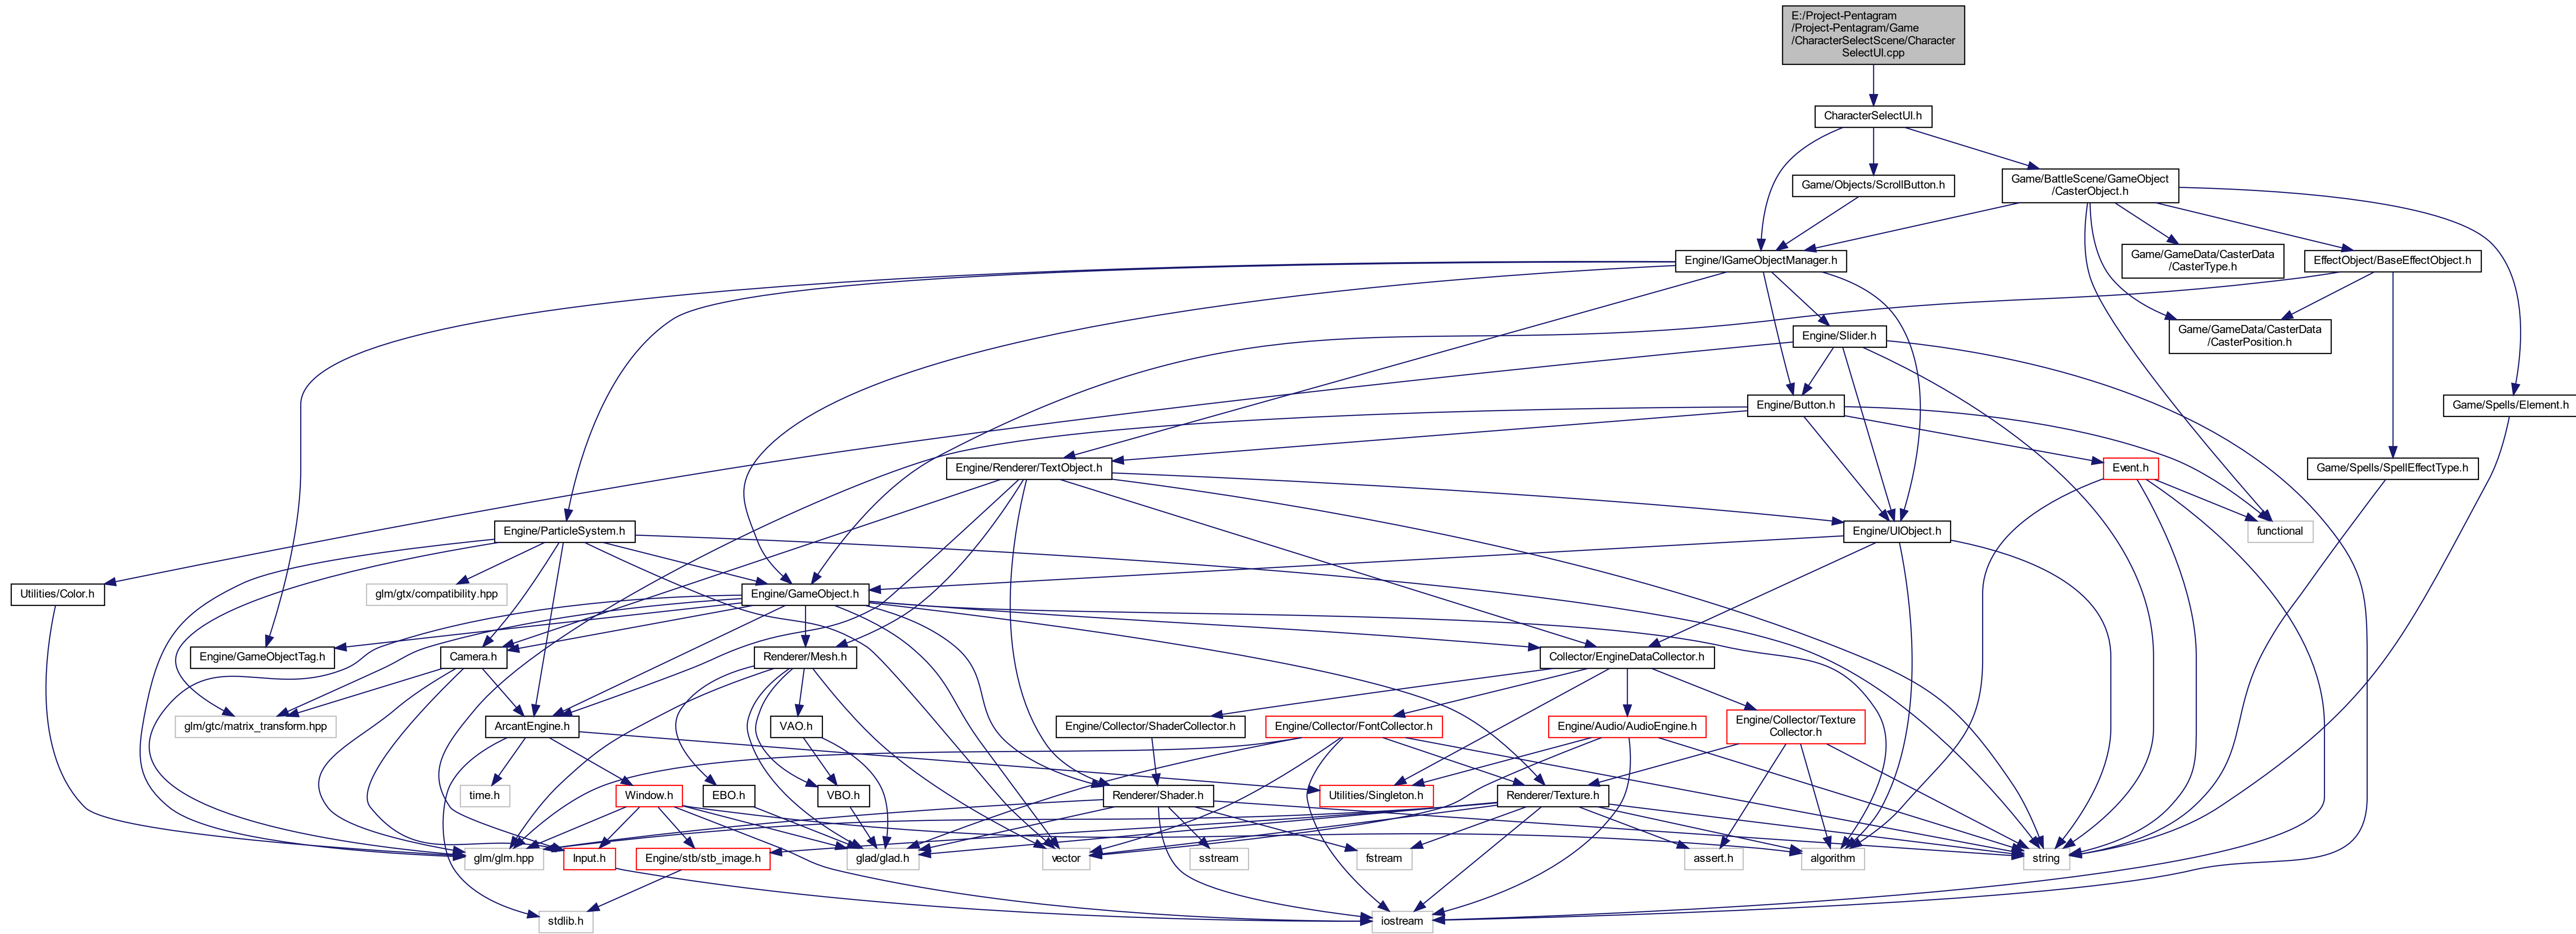 E:/Project-Pentagram
/Project-Pentagram/Game
/CharacterSelectScene/Character
SelectUI.cpp
CharacterSelectUI.h
Game/Objects/ScrollButton.h
Game/BattleScene/GameObject
/CasterObject.h
Engine/IGameObjectManager.h
Game/GameData/CasterData
/CasterType.h
EffectObject/BaseEffectObject.h
Engine/Slider.h
Game/GameData/CasterData
/CasterPosition.h
Engine/Button.h
Game/Spells/Element.h
Engine/Renderer/TextObject.h
Event.h
Game/Spells/SpellEffectType.h
Engine/ParticleSystem.h
Engine/UIObject.h
functional
Utilities/Color.h
glm/gtx/compatibility.hpp
Engine/GameObject.h
Engine/GameObjectTag.h
Camera.h
Renderer/Mesh.h
Collector/EngineDataCollector.h
glm/gtc/matrix_transform.hpp
ArcantEngine.h
VAO.h
Engine/Collector/ShaderCollector.h
Engine/Collector/FontCollector.h
Engine/Audio/AudioEngine.h
Engine/Collector/Texture
Collector.h
time.h
Window.h
EBO.h
VBO.h
Renderer/Shader.h
Utilities/Singleton.h
Renderer/Texture.h
glm/glm.hpp
Input.h
Engine/stb/stb_image.h
glad/glad.h
vector
sstream
fstream
assert.h
algorithm
string
stdlib.h
iostream